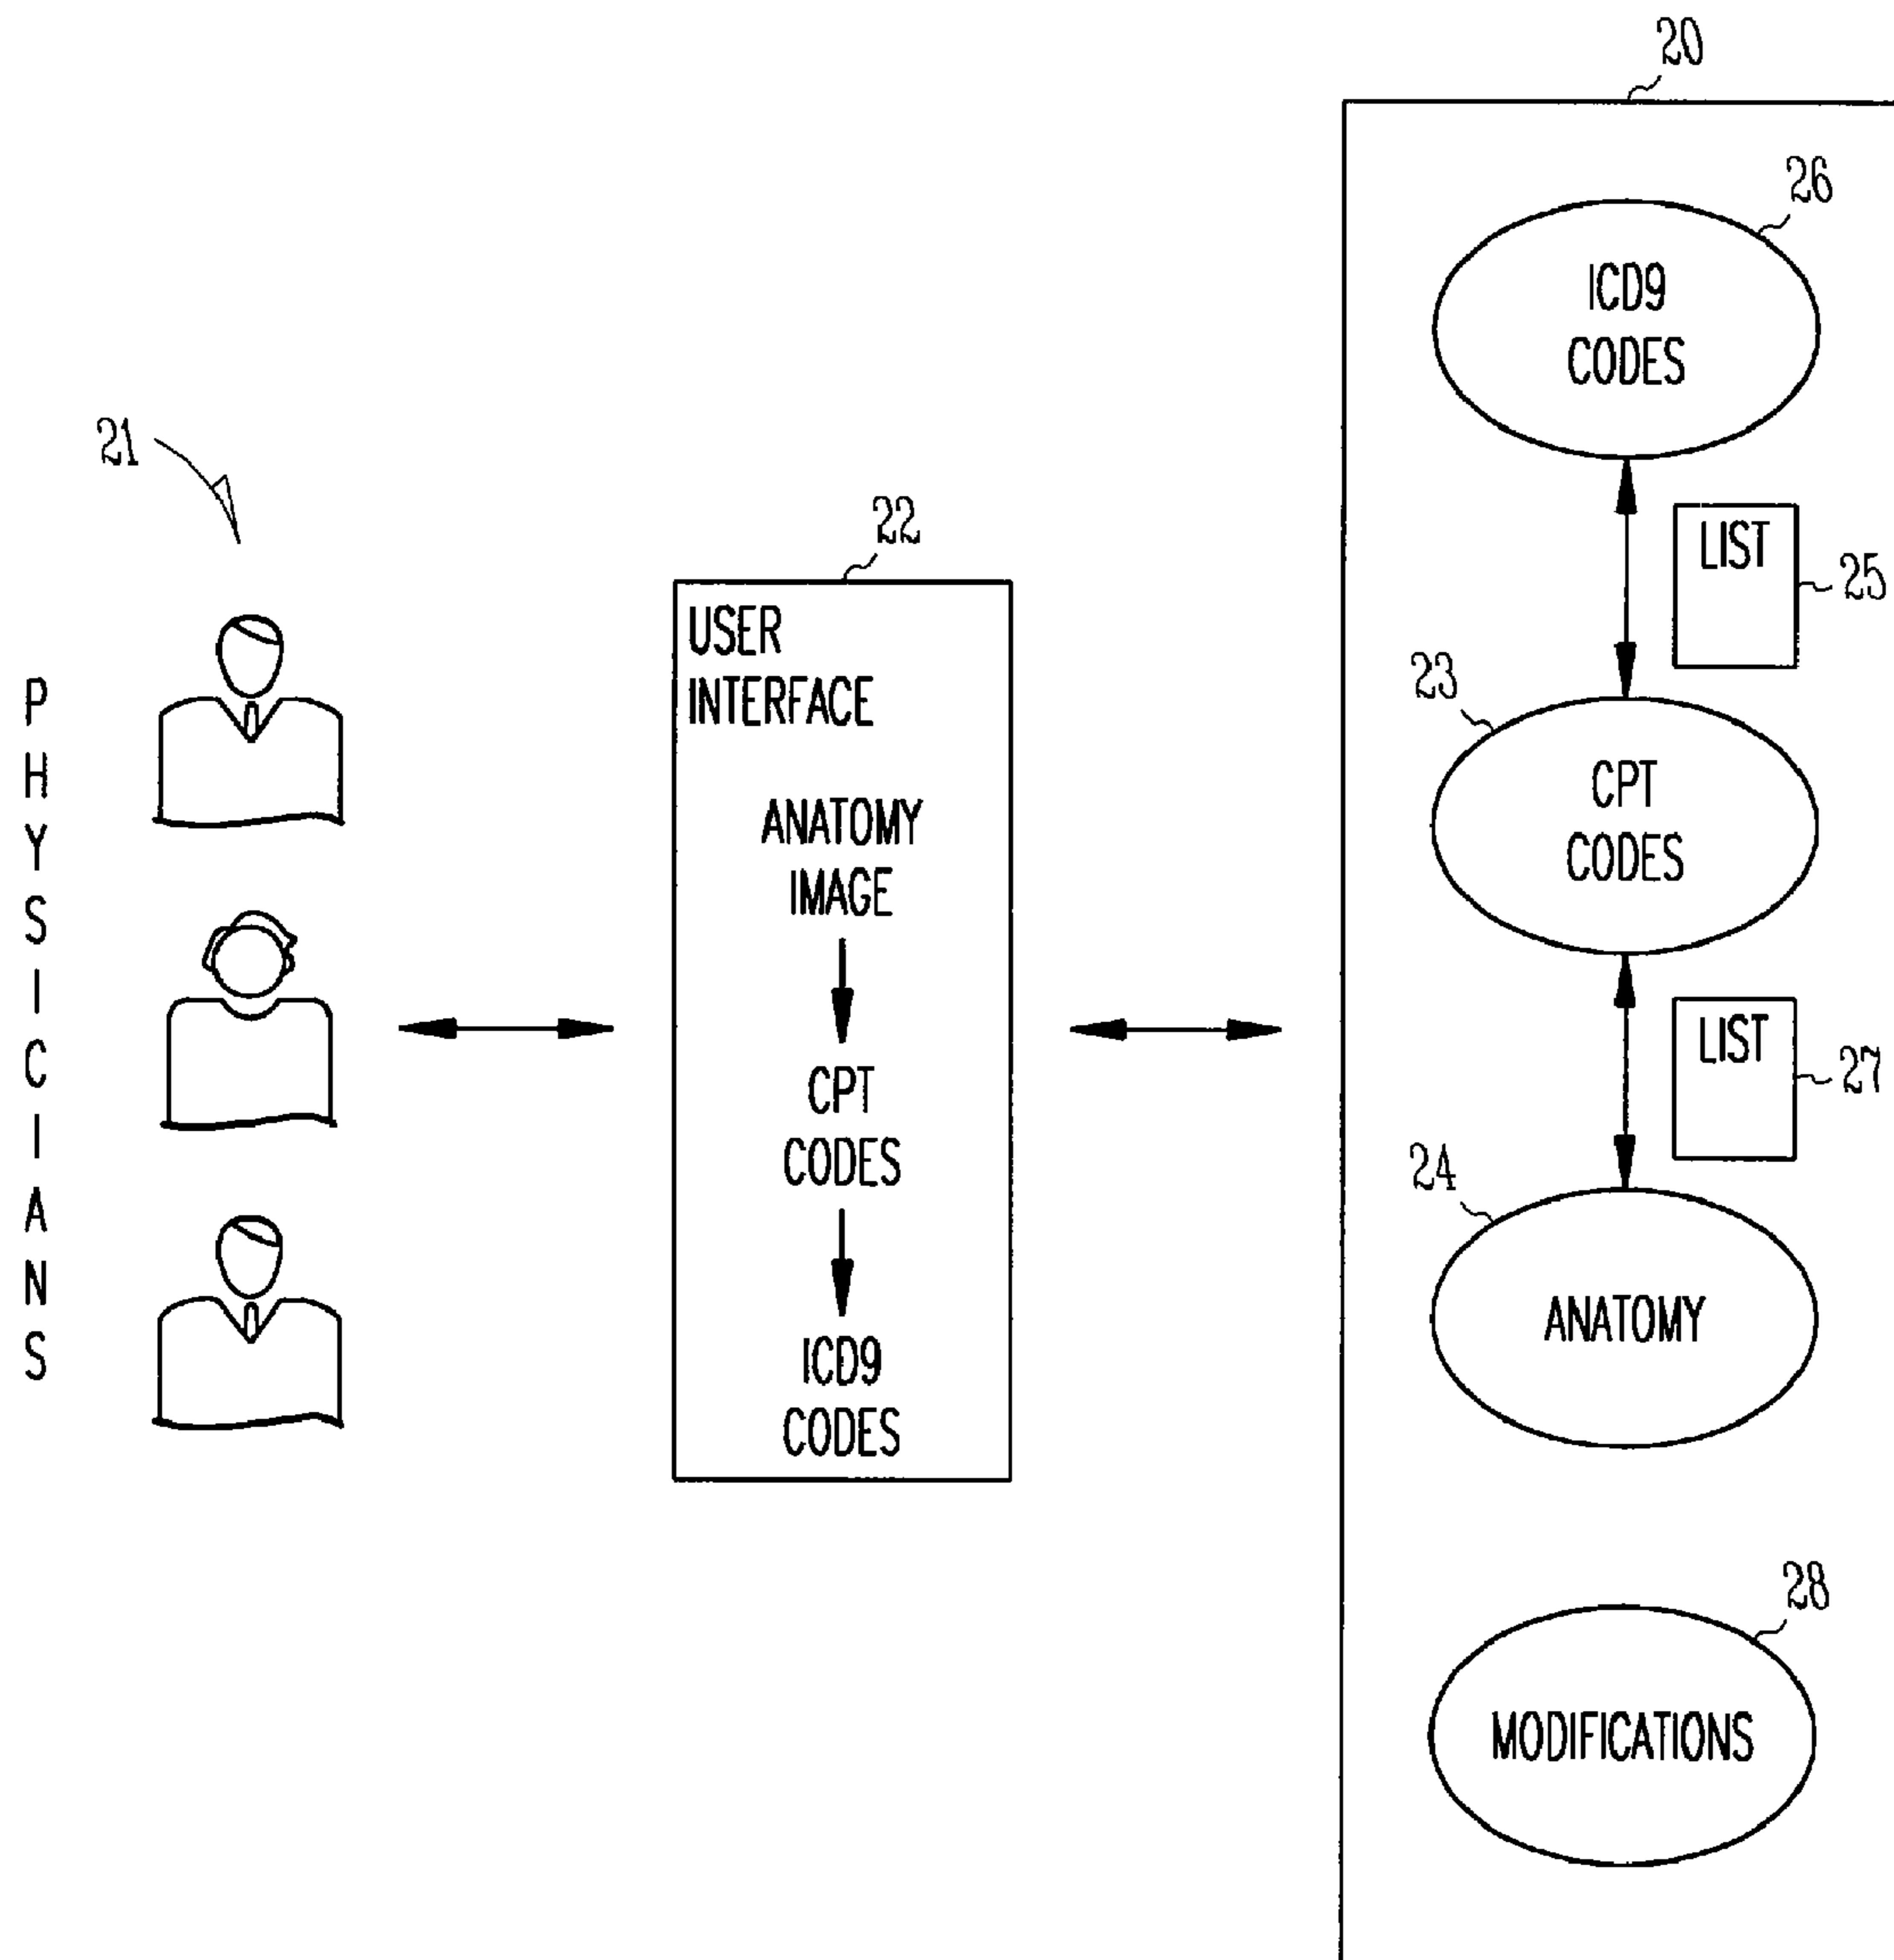 20
26
ICD9
CODES
21
22
LIST
25
USER
INTERFACE
23
PHYSICIANS
CPT
CODES
ANATOMY
IMAGE
LIST
27
CPT
CODES
24
ANATOMY
ICD9
CODES
28
MODIFICATIONS